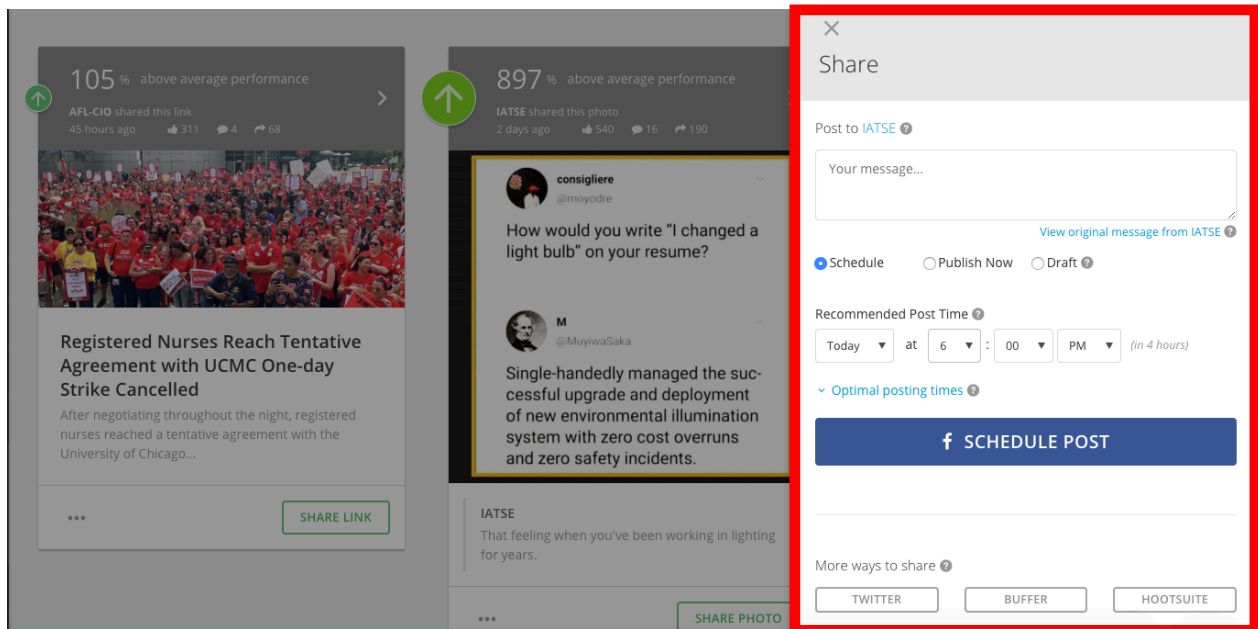 105 % above average performance
AFL-CIO shared this link
45 hours ago 311 4 68
Registered Nurses Reach Tentative
Agreement with UCMC One-day
Strike Cancelled
After negotiating throughout the night, registered
nurses reached a tentative agreement with the
University of Chicago...
SHARE LINK
897 % above average performance
IATSE shared this photo
2 days ago 540 16 190
consigliere
@moyodre
How would you write "I changed a
light bulb" on your resume?
M
@MuyiwaSaka
Single-handedly managed the suc-
cessful upgrade and deployment
of new environmental illumination
system with zero cost overruns
and zero safety incidents.
IATSE
That feeling when you've been working in lighting
for years.
SHARE PHOTO
Share
Post to IATSE ?
Your message...
View original message from IATSE ?
Schedule Publish Now Draft ?
Recommended Post Time ?
Today at 6 : 00 PM (in 4 hours)
Optimal posting times ?
f SCHEDULE POST
More ways to share ?
TWITTER BUFFER HOOTSUITE